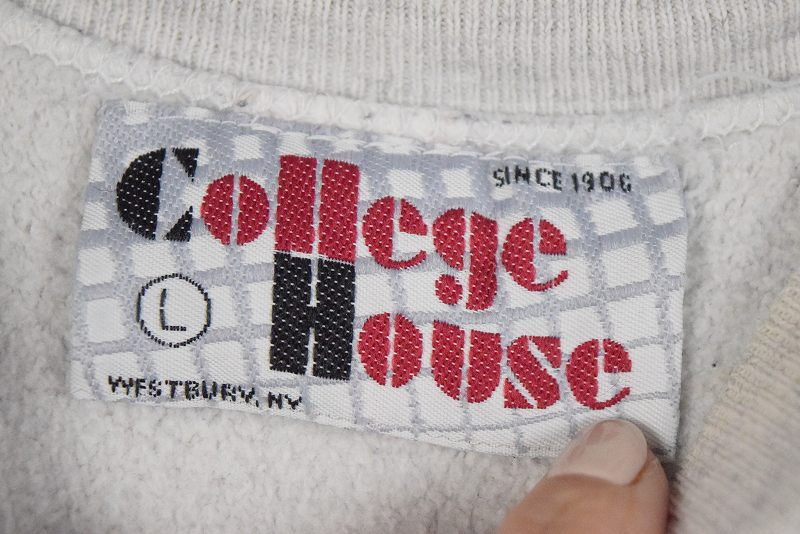 SINCE 1906
College
House
L
WESTBURY, NY